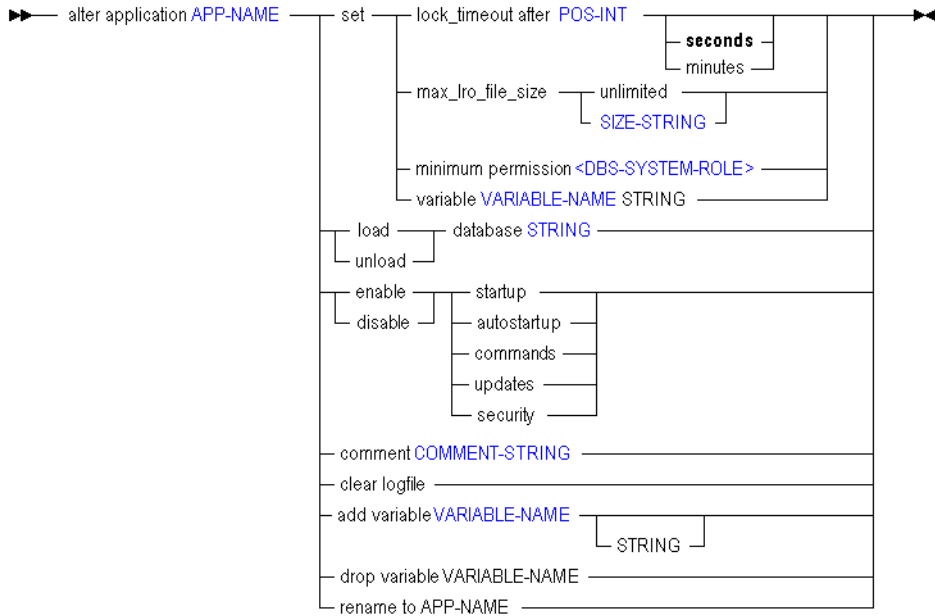 alter application APP-NAME set lock_timeout after POS-INT
seconds
minutes
max_lro_file_size unlimited
SIZE-STRING
minimum permission <DBS-SYSTEM-ROLE>
variable VARIABLE-NAME STRING
load database STRING
unload
enable startup
disable autostartup
commands
updates
security
comment COMMENT-STRING
clear logfile
add variable VARIABLE-NAME
STRING
drop variable VARIABLE-NAME
rename to APP-NAME